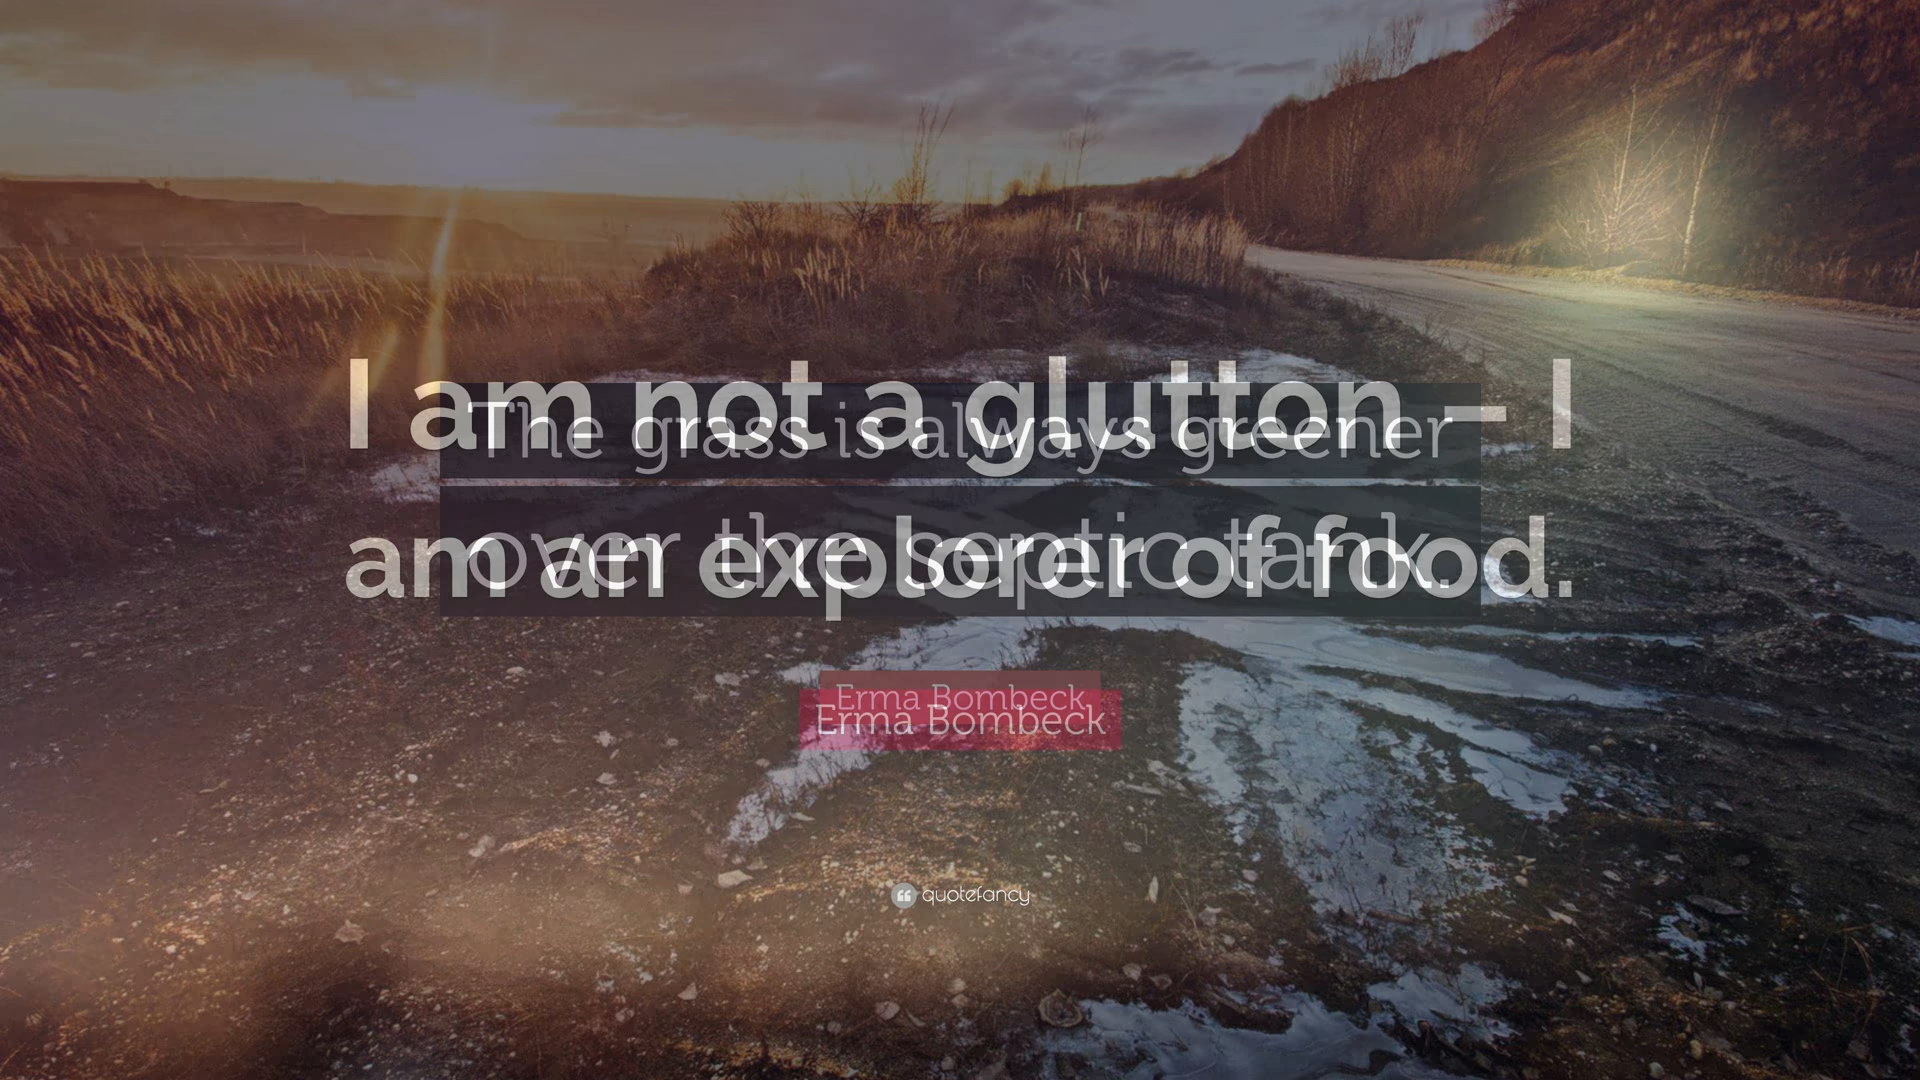 I am not a glutton – I
am an explorer of food.
The grass is always greener
over the septic tank.
Erma Bombeck
Erma Bombeck
quotefancy